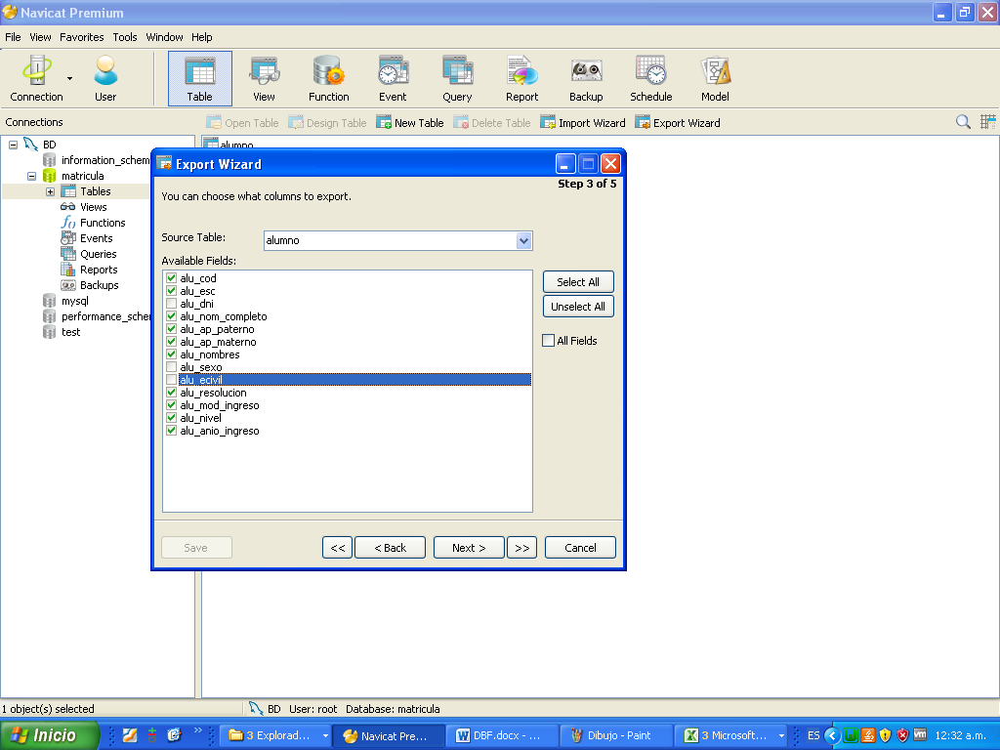 Navicat Premium
File View Favorites Tools Window Help
Connection User Table View Function Event Query Report Backup Schedule Model
Connections
Open Table Design Table New Table Delete Table Import Wizard Export Wizard
BD
information_schem
matricula
Tables
Views
Functions
Events
Queries
Reports
Backups
mysql
performance_scher
test
alumno
Export Wizard
Step 3 of 5
You can choose what columns to export.
Source Table: alumno
Available Fields:
alu_cod
alu_esc
alu_dni
alu_nom_completo
alu_ap_paterno
alu_ap_materno
alu_nombres
alu_sexo
alu_ecivil
alu_resolucion
alu_mod_ingreso
alu_nivel
alu_anio_ingreso
Select All
Unselect All
All Fields
Save << < Back Next > >> Cancel
1 object(s) selected BD User: root Database: matricula
Inicio 3 Explorad... Navicat Pre... DBF.docx - ... Dibujo - Paint 3 Microsoft... ES 12:32 a.m.